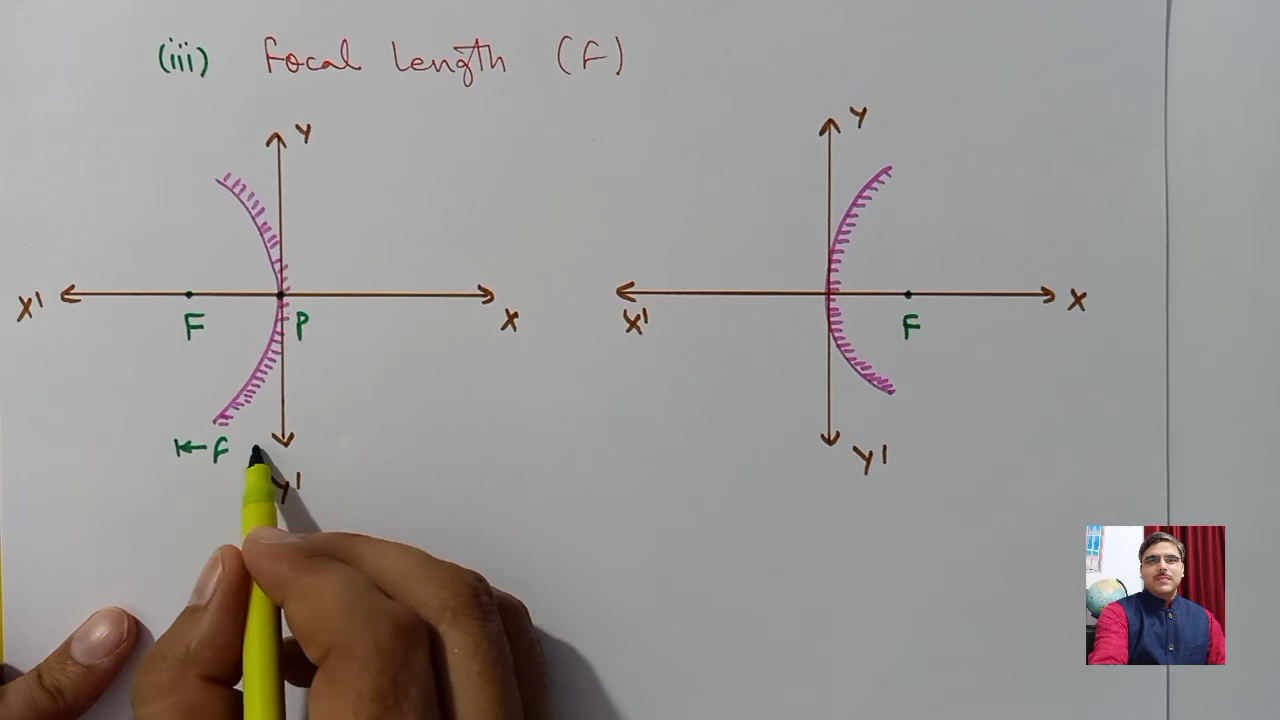 (iii) Focal Length (F)
Y
Y
X' X
F P
X' X
F
F
Y'
Y'